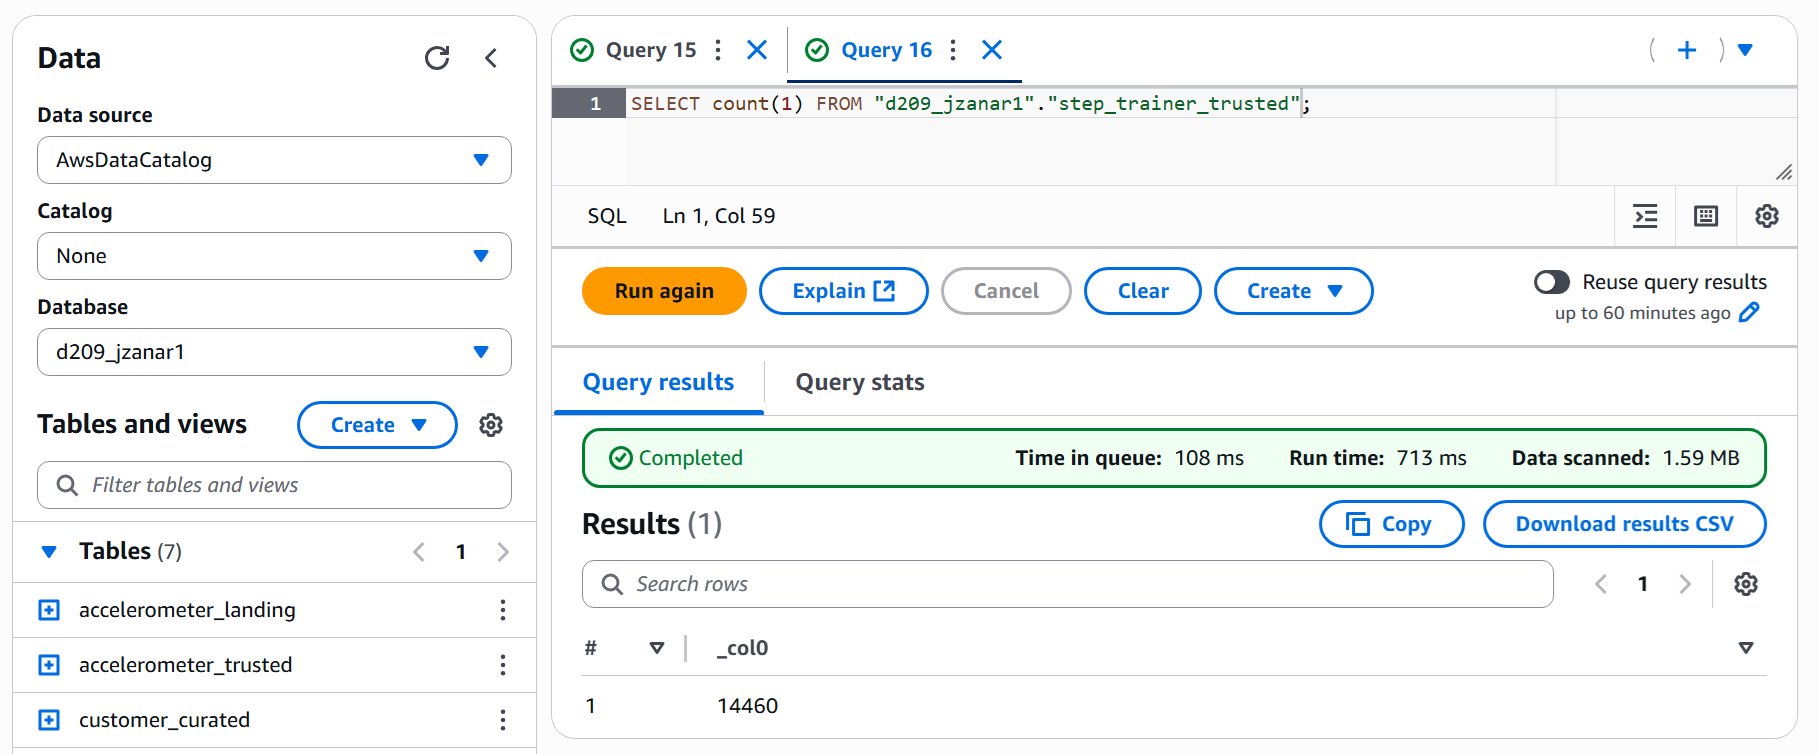 Data
Data source
AwsDataCatalog
Catalog
None
Database
d209_jzanar1
Tables and views
Create
Filter tables and views
Tables (7)
1
accelerometer_landing
accelerometer_trusted
customer_curated
Query 15
Query 16
1 SELECT count(1) FROM "d209_jzanar1"."step_trainer_trusted";
SQL Ln 1, Col 59
Run again Explain Cancel Clear Create
Reuse query results
up to 60 minutes ago
Query results Query stats
Completed Time in queue: 108 ms Run time: 713 ms Data scanned: 1.59 MB
Results (1) Copy Download results CSV
Search rows 1
# _col0
1 14460